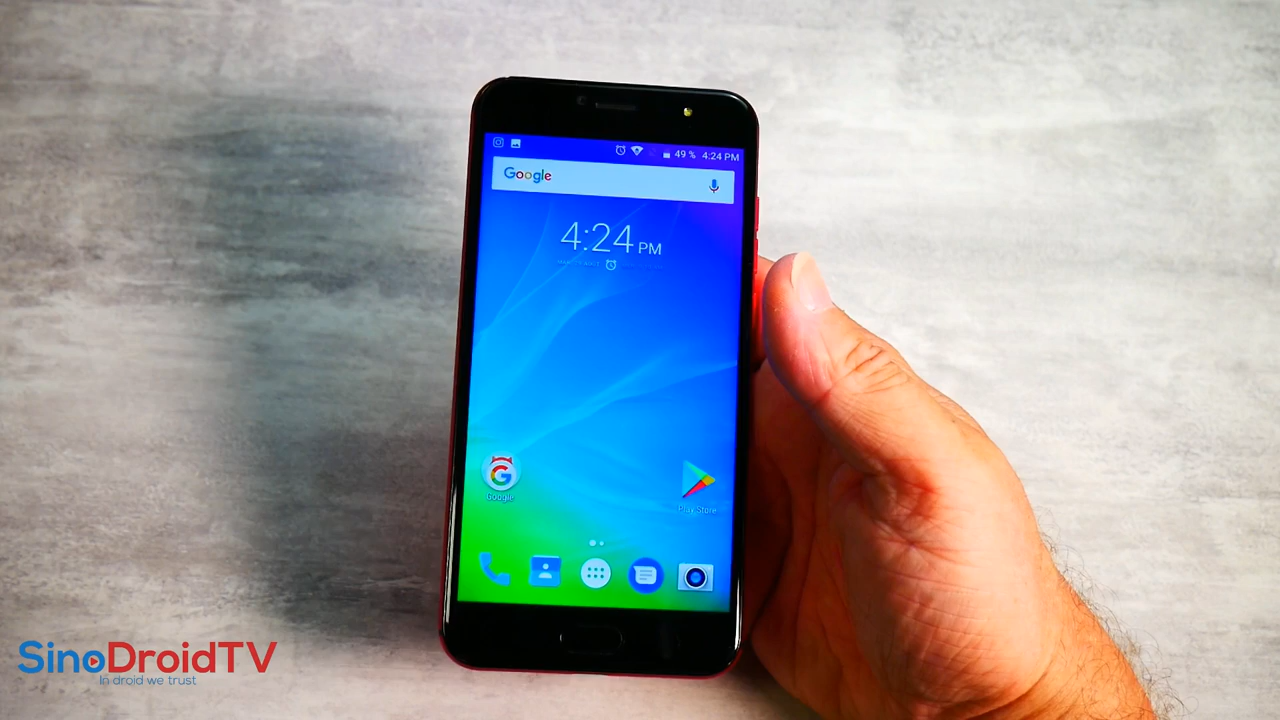 49 % 4:24 PM
Google
4:24 PM
Google
Play Store
SinoDroidTV
In droid we trust